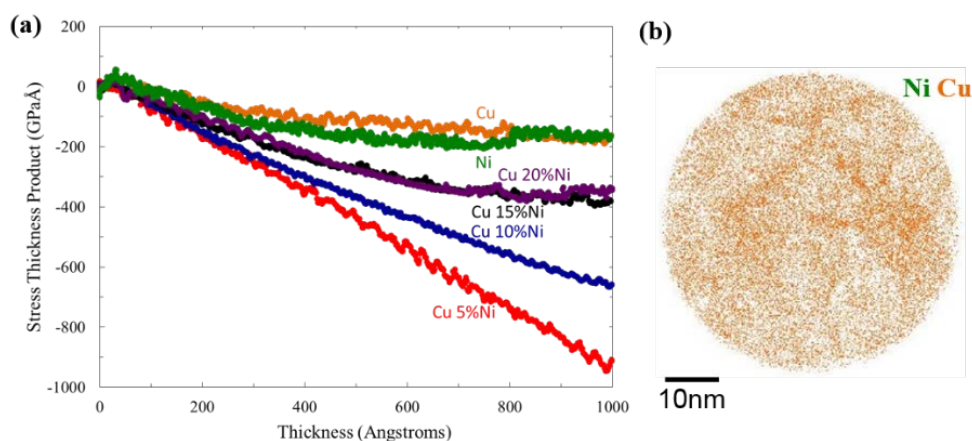 (a)
Stress Thickness Product (GPaÅ)
200
0
-200
-400
-600
-800
-1000
Cu
Ni
Cu 20%Ni
Cu 15%Ni
Cu 10%Ni
Cu 5%Ni
0 200 400 600 800 1000
Thickness (Angstroms)
(b)
Ni Cu
10nm